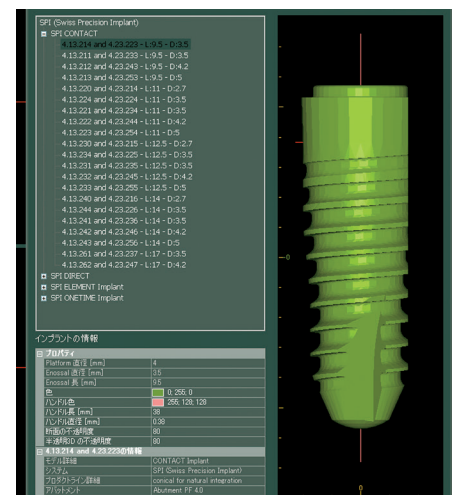 SPI (Swiss Precision Implant)
SPI CONTACT
4.13.214 and 4.23.223 - L:9.5 - D:3.5
4.13.211 and 4.23.233 - L:9.5 - D:3.5
4.13.212 and 4.23.243 - L:9.5 - D:4.2
4.13.213 and 4.23.253 - L:9.5 - D:5
4.13.220 and 4.23.214 - L:11 - D:2.7
4.13.224 and 4.23.224 - L:11 - D:3.5
4.13.221 and 4.23.234 - L:11 - D:3.5
4.13.222 and 4.23.244 - L:11 - D:4.2
4.13.223 and 4.23.254 - L:11 - D:5
4.13.230 and 4.23.215 - L:12.5 - D:2.7
4.13.234 and 4.23.225 - L:12.5 - D:3.5
4.13.231 and 4.23.235 - L:12.5 - D:3.5
4.13.232 and 4.23.245 - L:12.5 - D:4.2
4.13.233 and 4.23.255 - L:12.5 - D:5
4.13.240 and 4.23.216 - L:14 - D:2.7
4.13.244 and 4.23.226 - L:14 - D:3.5
4.13.241 and 4.23.236 - L:14 - D:3.5
4.13.242 and 4.23.246 - L:14 - D:4.2
4.13.243 and 4.23.256 - L:14 - D:5
4.13.261 and 4.23.237 - L:17 - D:3.5
4.13.262 and 4.23.247 - L:17 - D:4.2
SPI DIRECT
SPI ELEMENT Implant
SPI ONETIME Implant
インプラントの情報
プロパティ
Platform 直径 [mm] 4
Enossal 直径 [mm] 3.5
Enossal 長 [mm] 9.5
色 0; 255; 0
ハンドル色 255; 128; 128
ハンドル長 [mm] 38
ハンドル直径 [mm] 0.38
断面の不透明度 80
半透明3D の不透明度 80
4.13.214 and 4.23.223の情報
モデル詳細 CONTACT Implant
システム SPI (Swiss Precision Implant)
プロダクトライン詳細 conical for natural integration
アバットメント Abutment PF 4.0
0
0